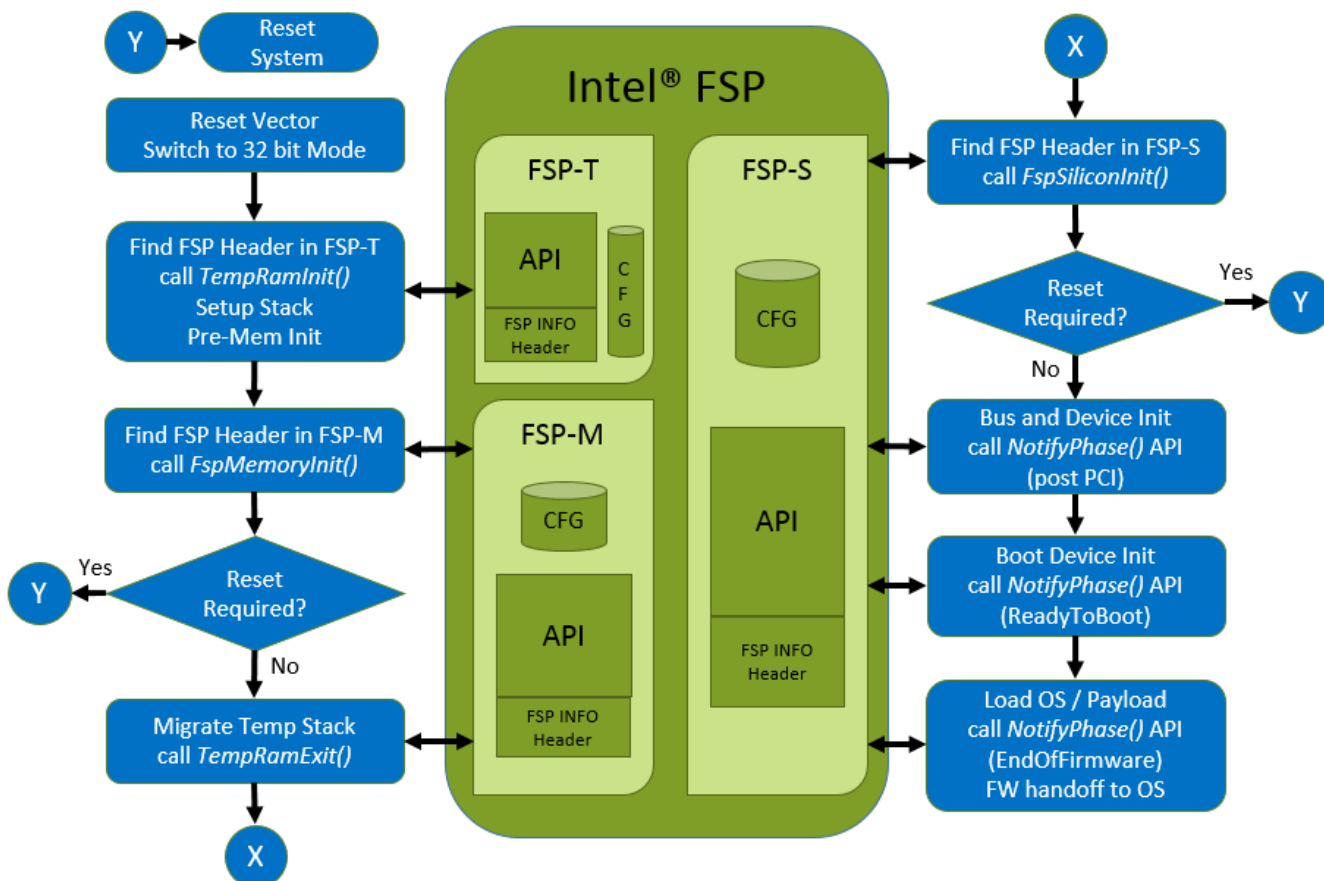 Y
Reset
System
Reset Vector
Switch to 32 bit Mode
Find FSP Header in FSP-T
call TempRamInit()
Setup Stack
Pre-Mem Init
Find FSP Header in FSP-M
call FspMemoryInit()
Yes
Y
Reset
Required?
No
Migrate Temp Stack
call TempRamExit()
X
Intel® FSP
FSP-T
API
FSP INFO
Header
C
F
G
FSP-M
CFG
API
FSP INFO
Header
FSP-S
CFG
API
FSP INFO
Header
X
Find FSP Header in FSP-S
call FspSiliconInit()
Reset
Required?
Yes
Y
No
Bus and Device Init
call NotifyPhase() API
(post PCI)
Boot Device Init
call NotifyPhase() API
(ReadyToBoot)
Load OS / Payload
call NotifyPhase() API
(EndOfFirmware)
FW handoff to OS